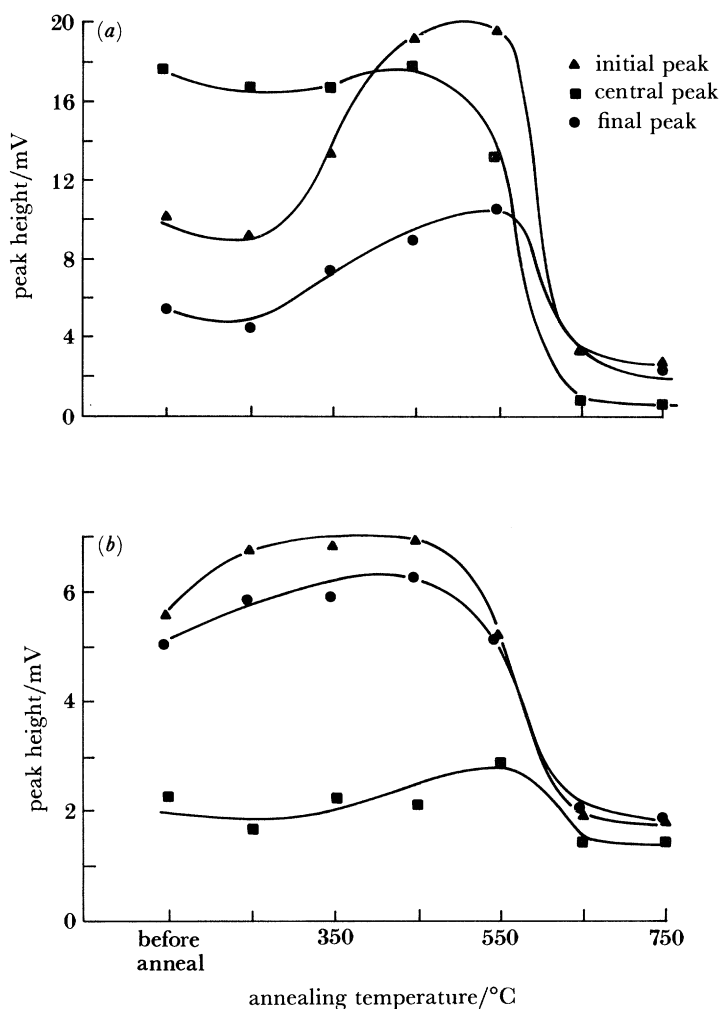 (a)
20
16
12
8
4
0
peak height/mV
initial peak
central peak
final peak
(b)
6
4
2
0
peak height/mV
before
anneal
350
550
750
annealing temperature/°C